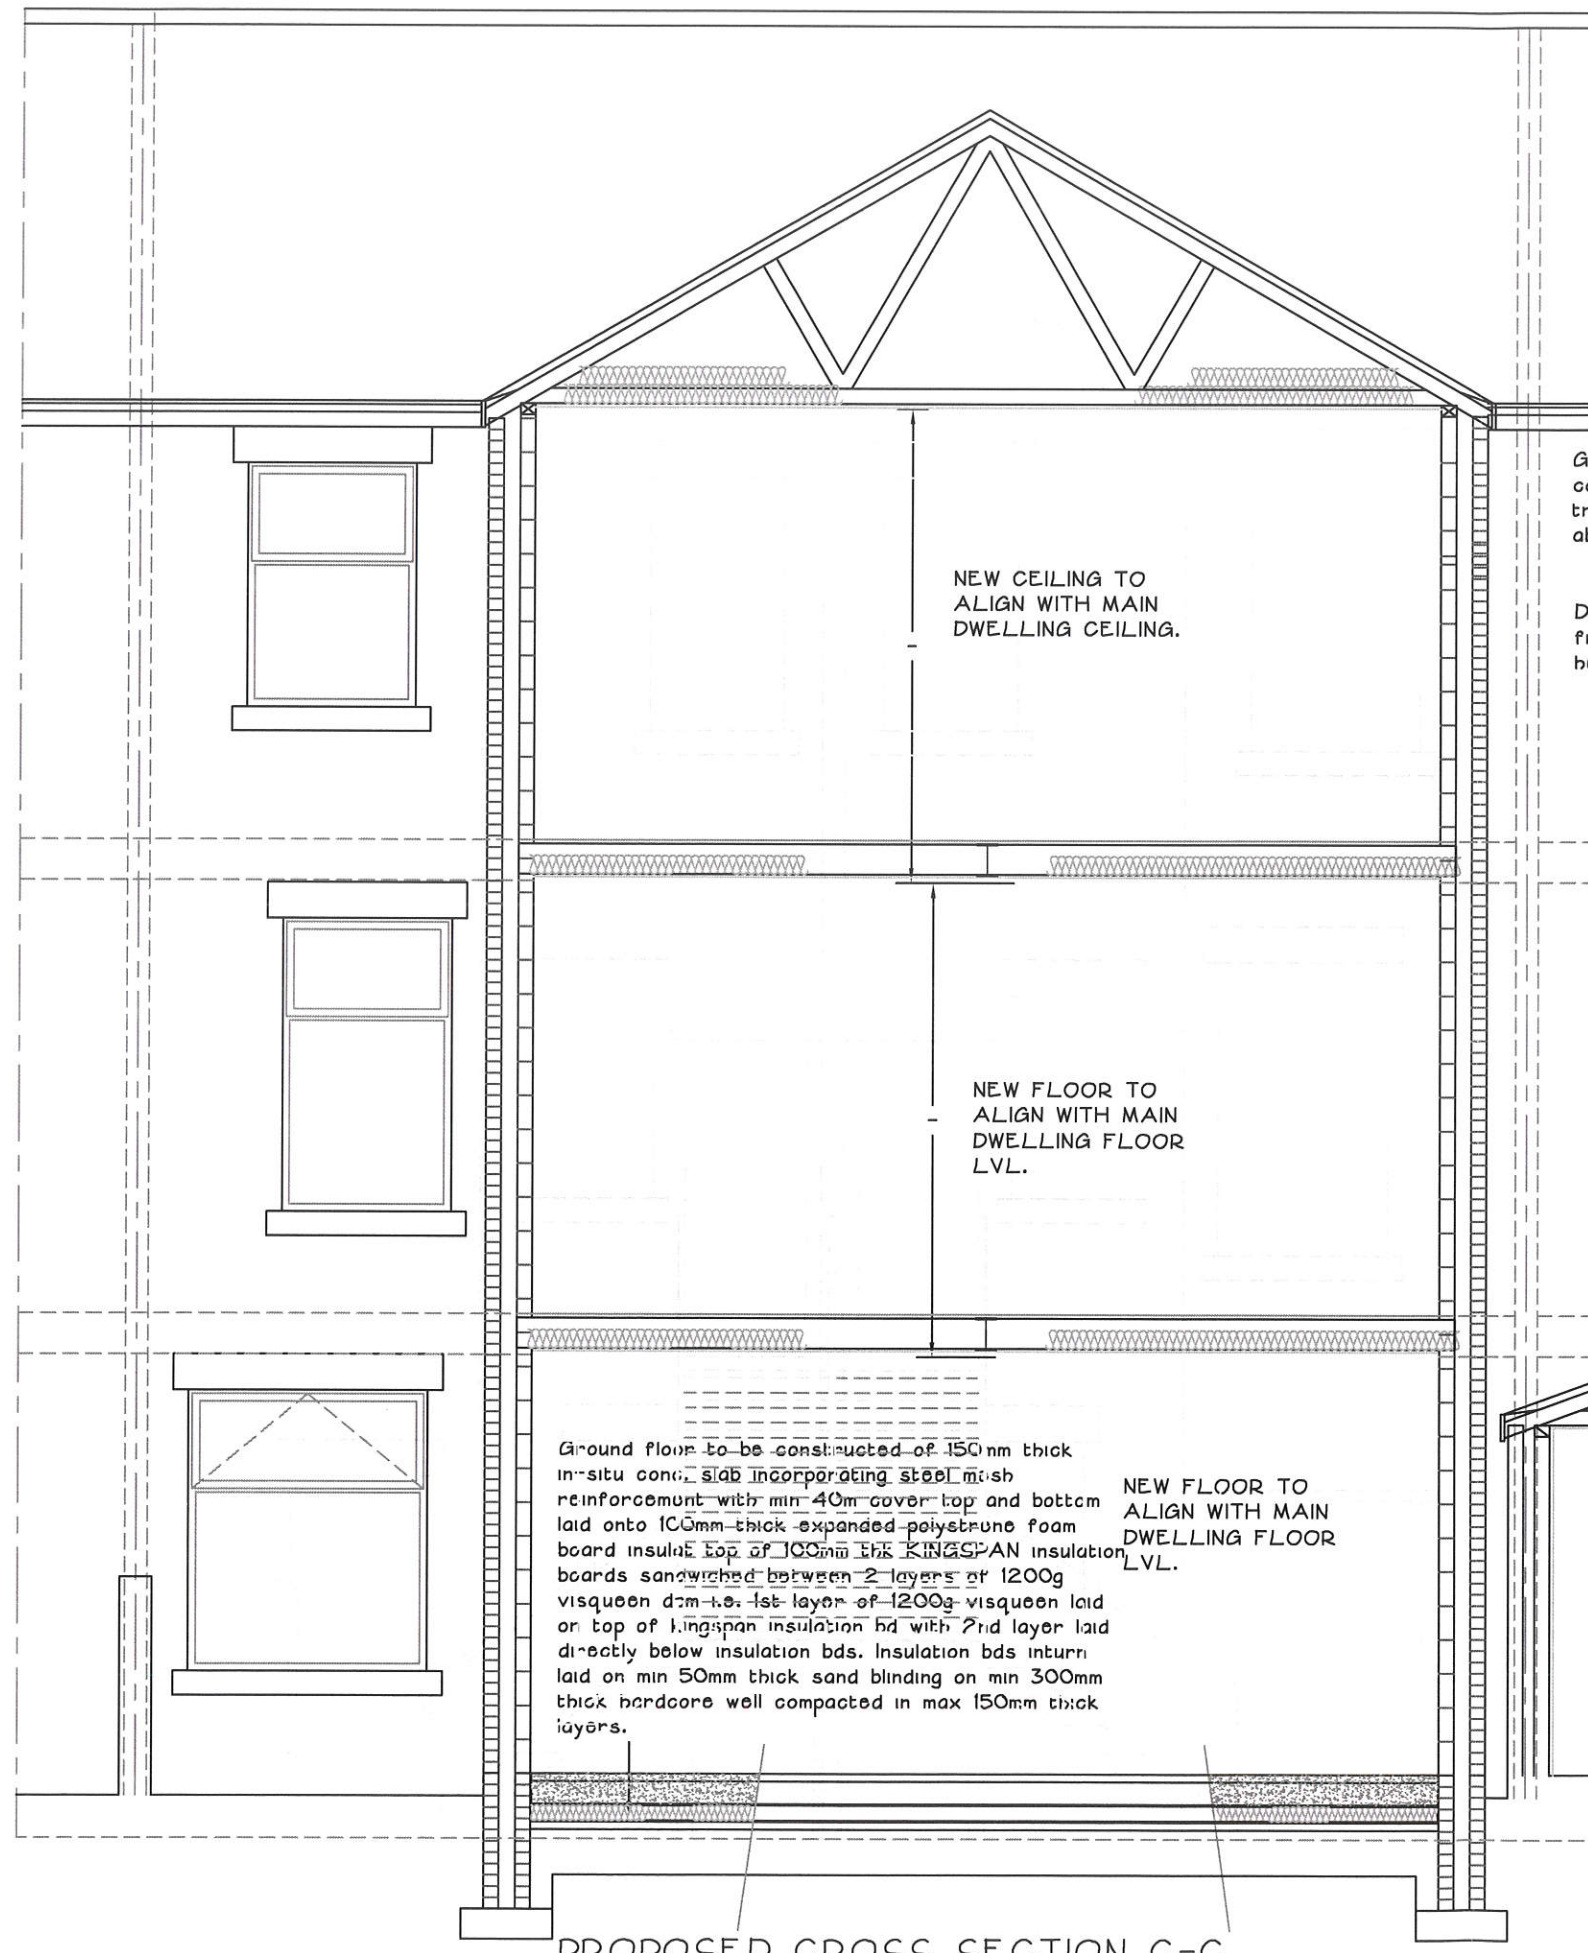 NEW CEILING TO
ALIGN WITH MAIN
DWELLING CEILING.
NEW FLOOR TO
ALIGN WITH MAIN
DWELLING FLOOR
LVL.
Ground floor to be constructed of 150mm thick
in-situ conc. slab incorporating steel mesh
reinforcement with min 40m cover top and bottom
laid onto 100mm thick expanded polystrene foam
board insulat top of 100mm thk KINGSPAN insulation
boards sandwiched between 2 layers of 1200g
visqueen dpm i.e. 1st layer of 1200g visqueen laid
on top of kingspan insulation bd with 2nd layer laid
directly below insulation bds. Insulation bds inturn
laid on min 50mm thick sand blinding on min 300mm
thick hardcore well compacted in max 150mm thick
layers.
NEW FLOOR TO
ALIGN WITH MAIN
DWELLING FLOOR
LVL.
PROPOSED CROSS SECTION C-C